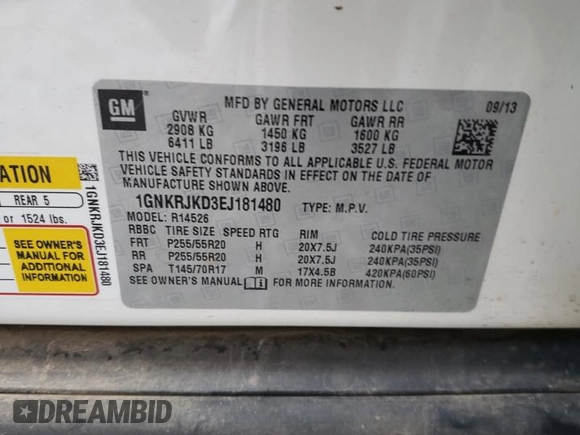 GM
MFD BY GENERAL MOTORS LLC 09/13
GVWR GAWR FRT GAWR RR
2908 KG 1450 KG 1600 KG
6411 LB 3196 LB 3527 LB
THIS VEHICLE CONFORMS TO ALL APPLICABLE U.S. FEDERAL MOTOR
VEHICLE SAFETY STANDARDS IN EFFECT ON THE DATE OF
MANUFACTURE SHOWN ABOVE.
1GNKRJKD3EJ181480 TYPE: M.P.V.
MODEL: R14526
RBBC TIRE SIZE SPEED RTG RIM COLD TIRE PRESSURE
FRT P255/55R20 H 20X7.5J 240KPA(35PSI)
RR P255/55R20 H 20X7.5J 240KPA(35PSI)
SPA T145/70R17 M 17X4.5B 420KPA(60PSI)
SEE OWNER'S MANUAL FOR MORE INFORMATION.
ATION
REAR 5
or 1524 lbs.
SEE OWNER'S
MANUAL FOR
ADDITIONAL
INFORMATION
1GNKRJKD3EJ181480
DREAMBID